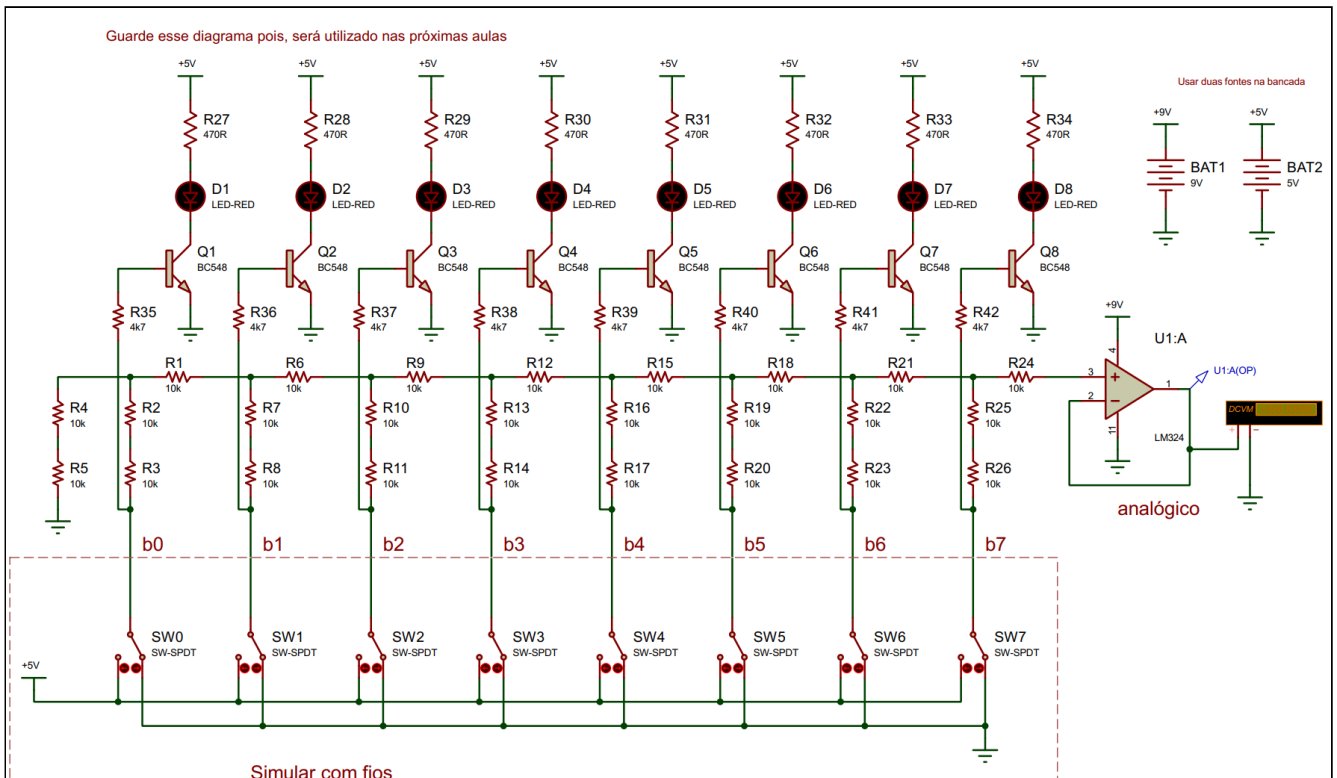 Guarde esse diagrama pois, será utilizado nas próximas aulas
+5V +5V +5V +5V +5V +5V +5V +5V
Usar duas fontes na bancada
+9V +5V
R27 R28 R29 R30 R31 R32 R33 R34
470R 470R 470R 470R 470R 470R 470R 470R
BAT1 BAT2
9V 5V
D1 D2 D3 D4 D5 D6 D7 D8
LED-RED LED-RED LED-RED LED-RED LED-RED LED-RED LED-RED LED-RED
Q1 Q2 Q3 Q4 Q5 Q6 Q7 Q8
BC548 BC548 BC548 BC548 BC548 BC548 BC548 BC548
R35 R36 R37 R38 R39 R40 R41 R42
4k7 4k7 4k7 4k7 4k7 4k7 4k7 4k7
+9V
U1:A
R1 R6 R9 R12 R15 R18 R21 R24
10k 10k 10k 10k 10k 10k 10k 10k
4
3
2
1
11
U1:A(OP)
LM324
DCVM
+ −
R4 R2 R7 R10 R13 R16 R19 R22 R25
10k 10k 10k 10k 10k 10k 10k 10k 10k
R5 R3 R8 R11 R14 R17 R20 R23 R26
10k 10k 10k 10k 10k 10k 10k 10k 10k
analógico
b0 b1 b2 b3 b4 b5 b6 b7
SW0 SW1 SW2 SW3 SW4 SW5 SW6 SW7
SW-SPDT SW-SPDT SW-SPDT SW-SPDT SW-SPDT SW-SPDT SW-SPDT SW-SPDT
+5V
Simular com fios